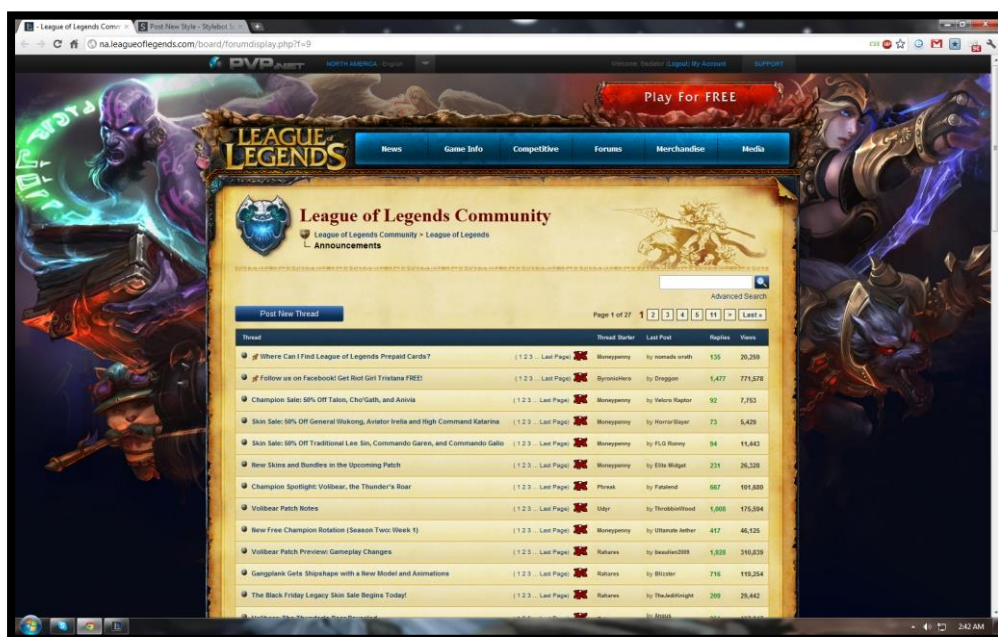 - League of Legends Comm
Post New Style - Stylebot So
na.leagueoflegends.com/board/forumdisplay.php?f=9
PVP.NET
NORTH AMERICA - English
Welcome, (Logout) My Account
SUPPORT
Play For FREE
LEAGUE of LEGENDS
News Game Info Competitive Forums Merchandise Media
League of Legends Community
League of Legends Community > League of Legends
Announcements
Advanced Search
Post New Thread
Page 1 of 27 1 2 3 4 5 11 > Last »
Thread Thread Starter Last Post Replies Views
Where Can I Find League of Legends Prepaid Cards? ( 1 2 3 ... Last Page) Moneypenny by nomads wrath 135 20,259
Follow us on Facebook! Get Riot Girl Tristana FREE! ( 1 2 3 ... Last Page) ByronicHero by Dreggon 1,477 771,578
Champion Sale: 50% Off Talon, Cho'Gath, and Anivia ( 1 2 3 ... Last Page) Moneypenny by Velcro Raptor 92 7,753
Skin Sale: 50% Off General Wukong, Aviator Irelia and High Command Katarina ( 1 2 3 ... Last Page) Moneypenny by HorrorSlayer 73 5,429
Skin Sale: 50% Off Traditional Lee Sin, Commando Garen, and Commando Galio ( 1 2 3 ... Last Page) Moneypenny by FLG Ronny 94 11,443
New Skins and Bundles in the Upcoming Patch ( 1 2 3 ... Last Page) Moneypenny by Elite Midget 231 26,328
Champion Spotlight: Volibear, the Thunder's Roar ( 1 2 3 ... Last Page) Phreak by Fatalend 667 101,680
Volibear Patch Notes ( 1 2 3 ... Last Page) Udyr by ThrobbinWood 1,008 175,594
New Free Champion Rotation (Season Two: Week 1) ( 1 2 3 ... Last Page) Moneypenny by Ultamate Aether 417 46,125
Volibear Patch Preview: Gameplay Changes ( 1 2 3 ... Last Page) Rahares by beaulien2009 1,928 310,839
Gangplank Gets Shipshape with a New Model and Animations ( 1 2 3 ... Last Page) Rahares by Blizster 716 119,254
The Black Friday Legacy Skin Sale Begins Today! ( 1 2 3 ... Last Page) Rahares by TheJediKnight 209 29,442
by Angus
2:42 AM